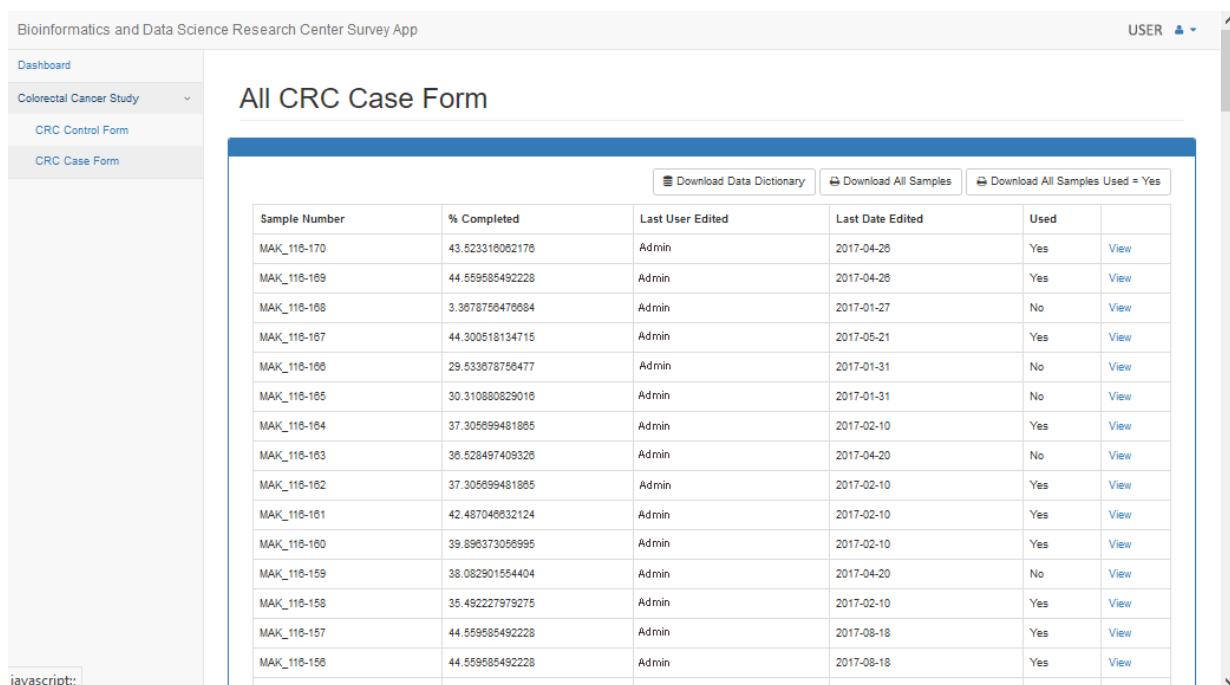 Bioinformatics and Data Science Research Center Survey App USER
Dashboard
Colorectal Cancer Study
CRC Control Form
CRC Case Form
All CRC Case Form
Download Data Dictionary Download All Samples Download All Samples Used = Yes
Sample Number % Completed Last User Edited Last Date Edited Used
MAK_116-170 43.523316062176 Admin 2017-04-26 Yes View
MAK_116-169 44.559585492228 Admin 2017-04-26 Yes View
MAK_116-168 3.3678756476684 Admin 2017-01-27 No View
MAK_116-167 44.300518134715 Admin 2017-05-21 Yes View
MAK_116-166 29.533678756477 Admin 2017-01-31 No View
MAK_116-165 30.310880829016 Admin 2017-01-31 No View
MAK_116-164 37.305699481865 Admin 2017-02-10 Yes View
MAK_116-163 36.528497409326 Admin 2017-04-20 No View
MAK_116-162 37.305699481865 Admin 2017-02-10 Yes View
MAK_116-161 42.487046632124 Admin 2017-02-10 Yes View
MAK_116-160 39.896373056995 Admin 2017-02-10 Yes View
MAK_116-159 38.082901554404 Admin 2017-04-20 No View
MAK_116-158 35.492227979275 Admin 2017-02-10 Yes View
MAK_116-157 44.559585492228 Admin 2017-08-18 Yes View
MAK_116-156 44.559585492228 Admin 2017-08-18 Yes View
javascript:;